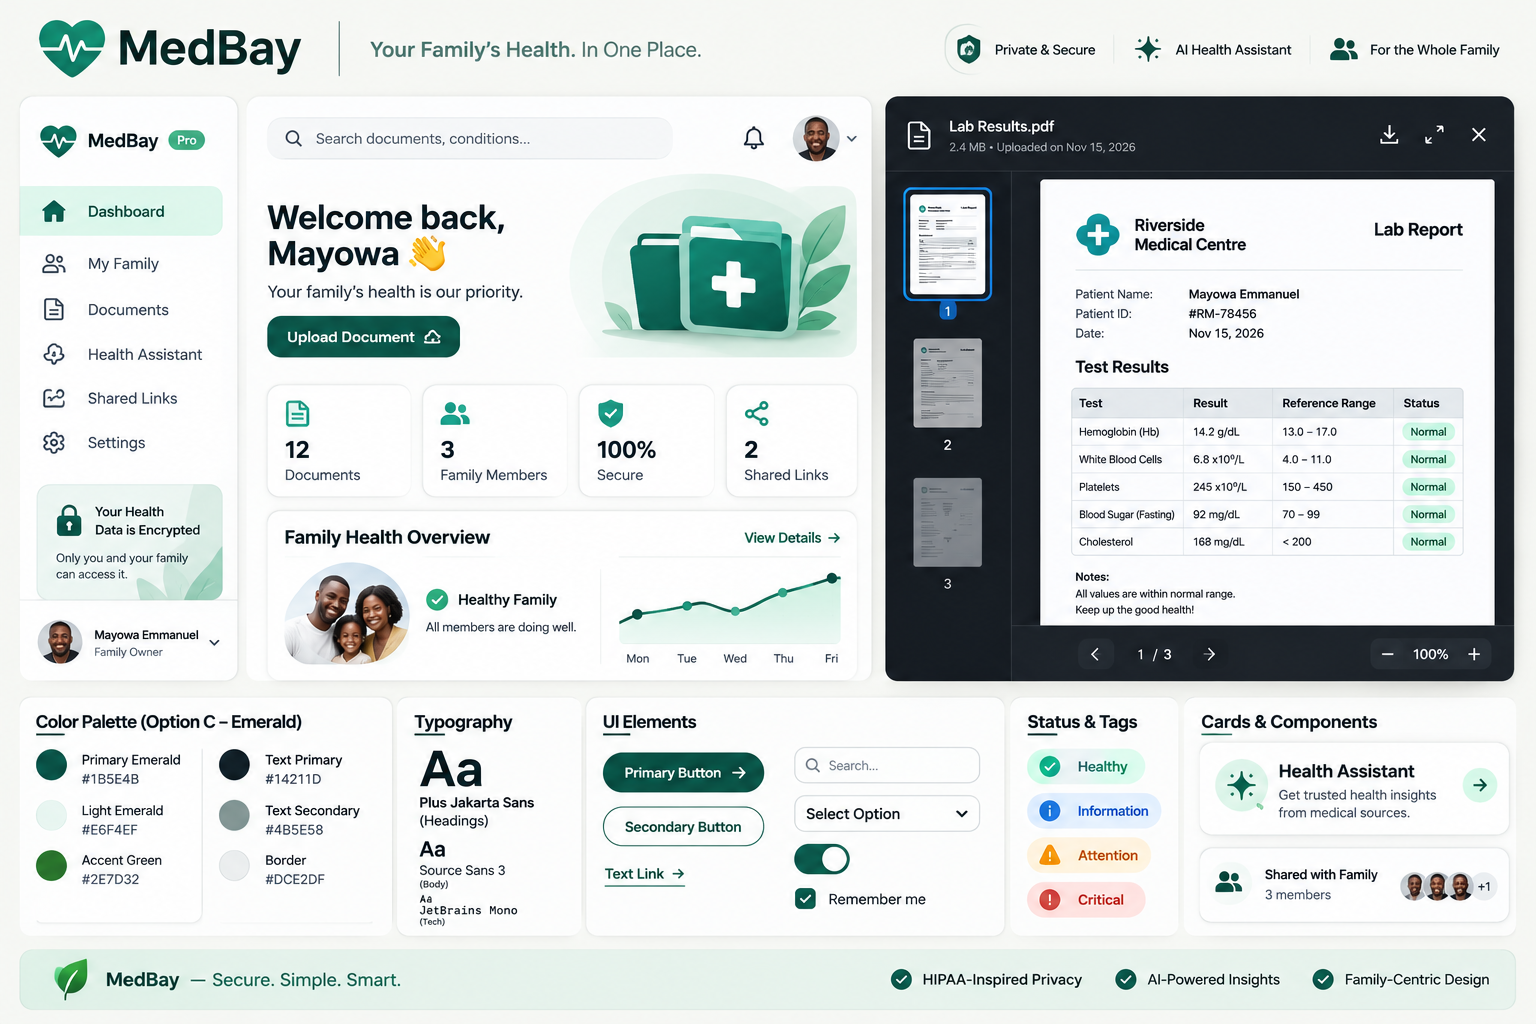 MedBay
Your Family's Health. In One Place.
Private & Secure
AI Health Assistant
For the Whole Family
MedBay Pro
Dashboard
My Family
Documents
Health Assistant
Shared Links
Settings
Your Health
Data is Encrypted
Only you and your family
can access it.
Mayowa Emmanuel
Family Owner
Search documents, conditions...
Welcome back,
Mayowa 👋
Your family's health is our priority.
Upload Document
12
Documents
3
Family Members
100%
Secure
2
Shared Links
Family Health Overview
View Details →
Healthy Family
All members are doing well.
Mon Tue Wed Thu Fri
Lab Results.pdf
2.4 MB • Uploaded on Nov 15, 2026
1
2
3
Riverside
Medical Centre
Lab Report
Patient Name: Mayowa Emmanuel
Patient ID: #RM-78456
Date: Nov 15, 2026
Test Results
Test Result Reference Range Status
Hemoglobin (Hb) 14.2 g/dL 13.0 – 17.0 Normal
White Blood Cells 6.8 x10⁹/L 4.0 – 11.0 Normal
Platelets 245 x10⁹/L 150 – 450 Normal
Blood Sugar (Fasting) 92 mg/dL 70 – 99 Normal
Cholesterol 168 mg/dL < 200 Normal
Notes:
All values are within normal range.
Keep up the good health!
1 / 3
− 100% +
Color Palette (Option C – Emerald)
Primary Emerald
#1B5E4B
Light Emerald
#E6F4EF
Accent Green
#2E7D32
Text Primary
#14211D
Text Secondary
#4B5E58
Border
#DCE2DF
Typography
Aa
Plus Jakarta Sans
(Headings)
Aa
Source Sans 3
(Body)
Aa
JetBrains Mono
(Tech)
UI Elements
Primary Button →
Secondary Button
Text Link →
Search...
Select Option
Remember me
Status & Tags
Healthy
Information
Attention
Critical
Cards & Components
Health Assistant
Get trusted health insights
from medical sources.
Shared with Family
3 members
+1
MedBay — Secure. Simple. Smart.
HIPAA-Inspired Privacy
AI-Powered Insights
Family-Centric Design